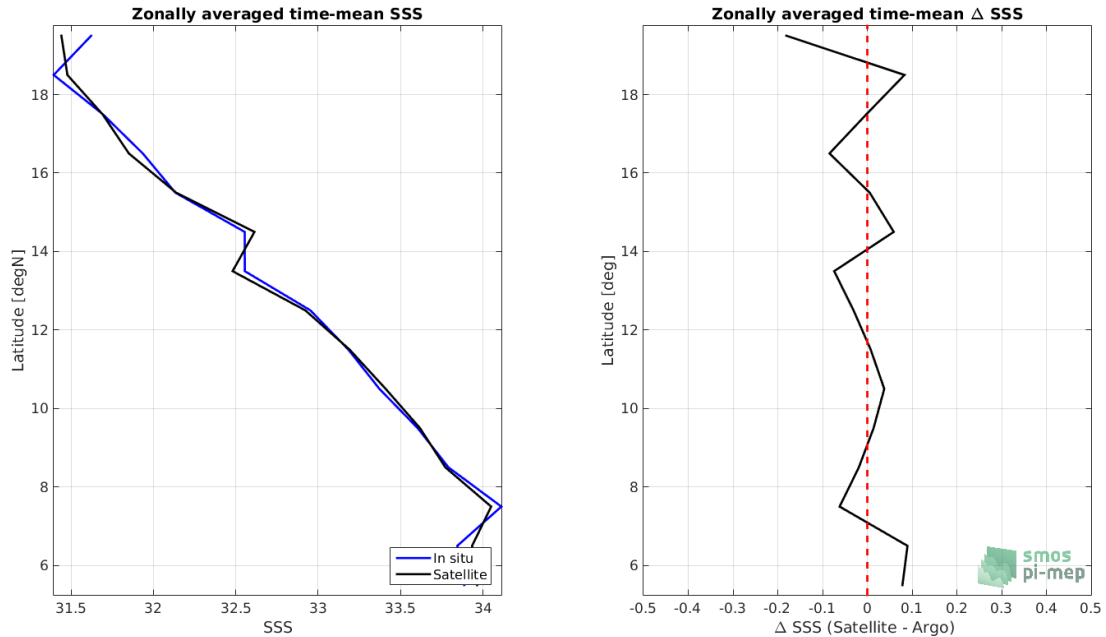 Zonally averaged time-mean SSS
18
16
14
12
10
8
6
Latitude [degN]
31.5 32 32.5 33 33.5 34
SSS
In situ
Satellite
Zonally averaged time-mean Δ SSS
18
16
14
12
10
8
6
Latitude [deg]
-0.5 -0.4 -0.3 -0.2 -0.1 0 0.1 0.2 0.3 0.4 0.5
Δ SSS (Satellite - Argo)
smos
pi-mep